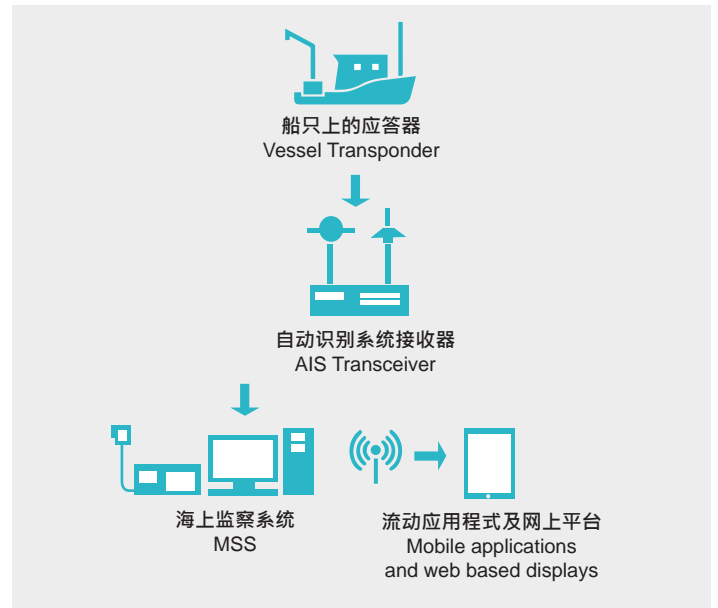 船只上的应答器
Vessel Transponder
自动识别系统接收器
AIS Transceiver
海上监察系统
MSS
流动应用程式及网上平台
Mobile applications
and web based displays